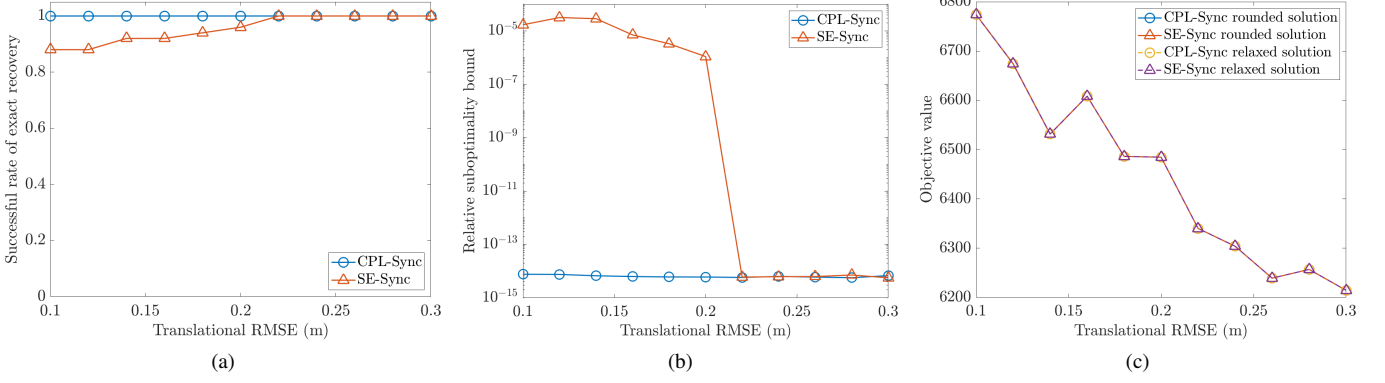 1
0.8
0.6
0.4
0.2
0
0.1
0.15
0.2
0.25
0.3
Successful rate of exact recovery
Translational RMSE (m)
CPL-Sync
SE-Sync
(a)
10⁻⁵
10⁻⁷
10⁻⁹
10⁻¹¹
10⁻¹³
10⁻¹⁵
0.1
0.15
0.2
0.25
0.3
Relative suboptimality bound
Translational RMSE (m)
CPL-Sync
SE-Sync
(b)
6800
6700
6600
6500
6400
6300
6200
0.1
0.15
0.2
0.25
0.3
Objective value
Translational RMSE (m)
CPL-Sync rounded solution
SE-Sync rounded solution
CPL-Sync relaxed solution
SE-Sync relaxed solution
(c)